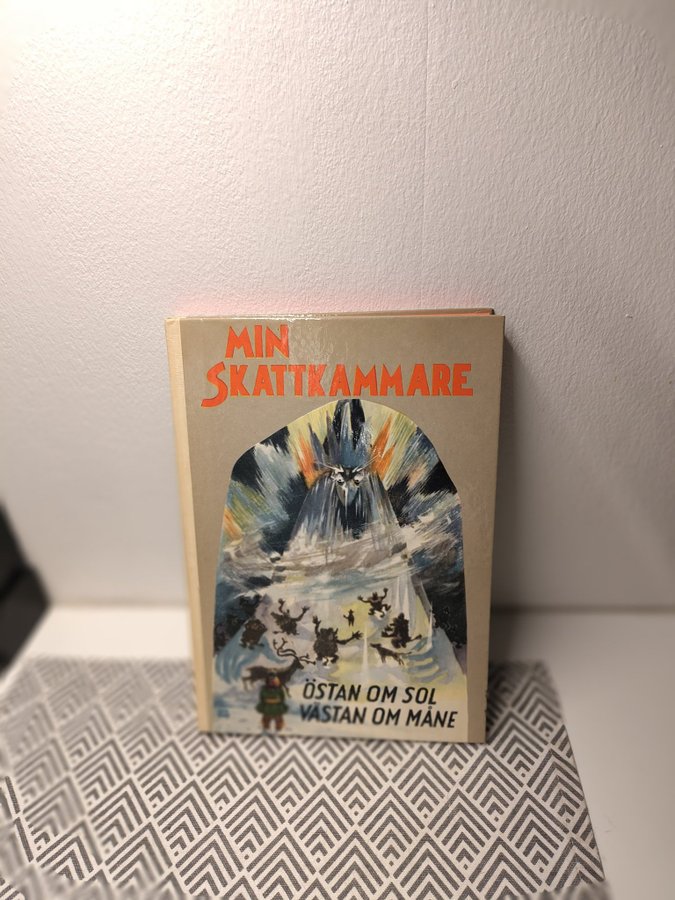 MIN
SKATTKAMMARE
ÖSTAN OM SOL
VÄSTAN OM MÅNE